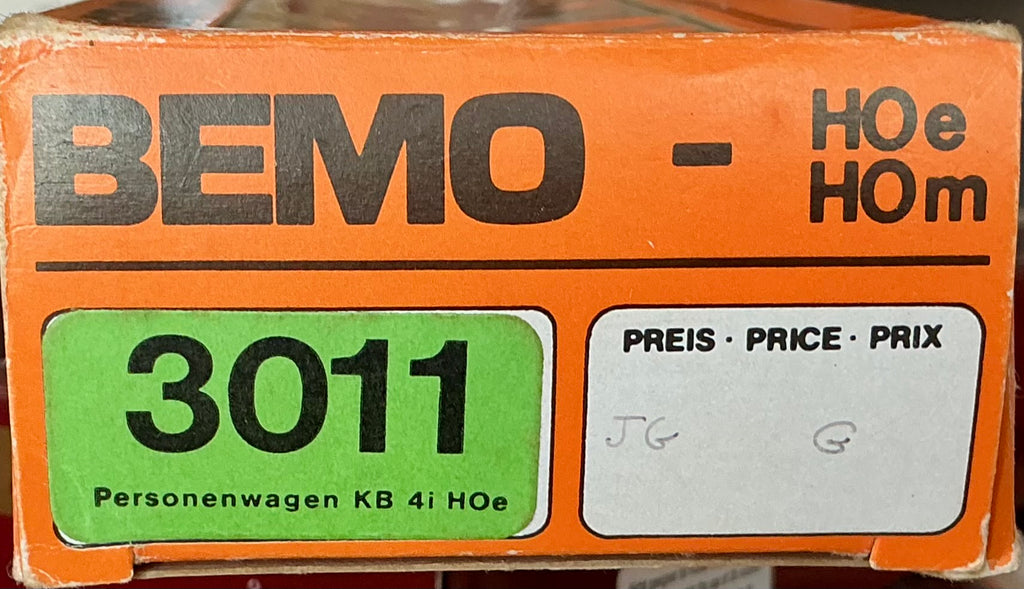 BEMO - HOe
HOm
3011
Personenwagen KB 4i HOe
PREIS · PRICE · PRIX
JG G